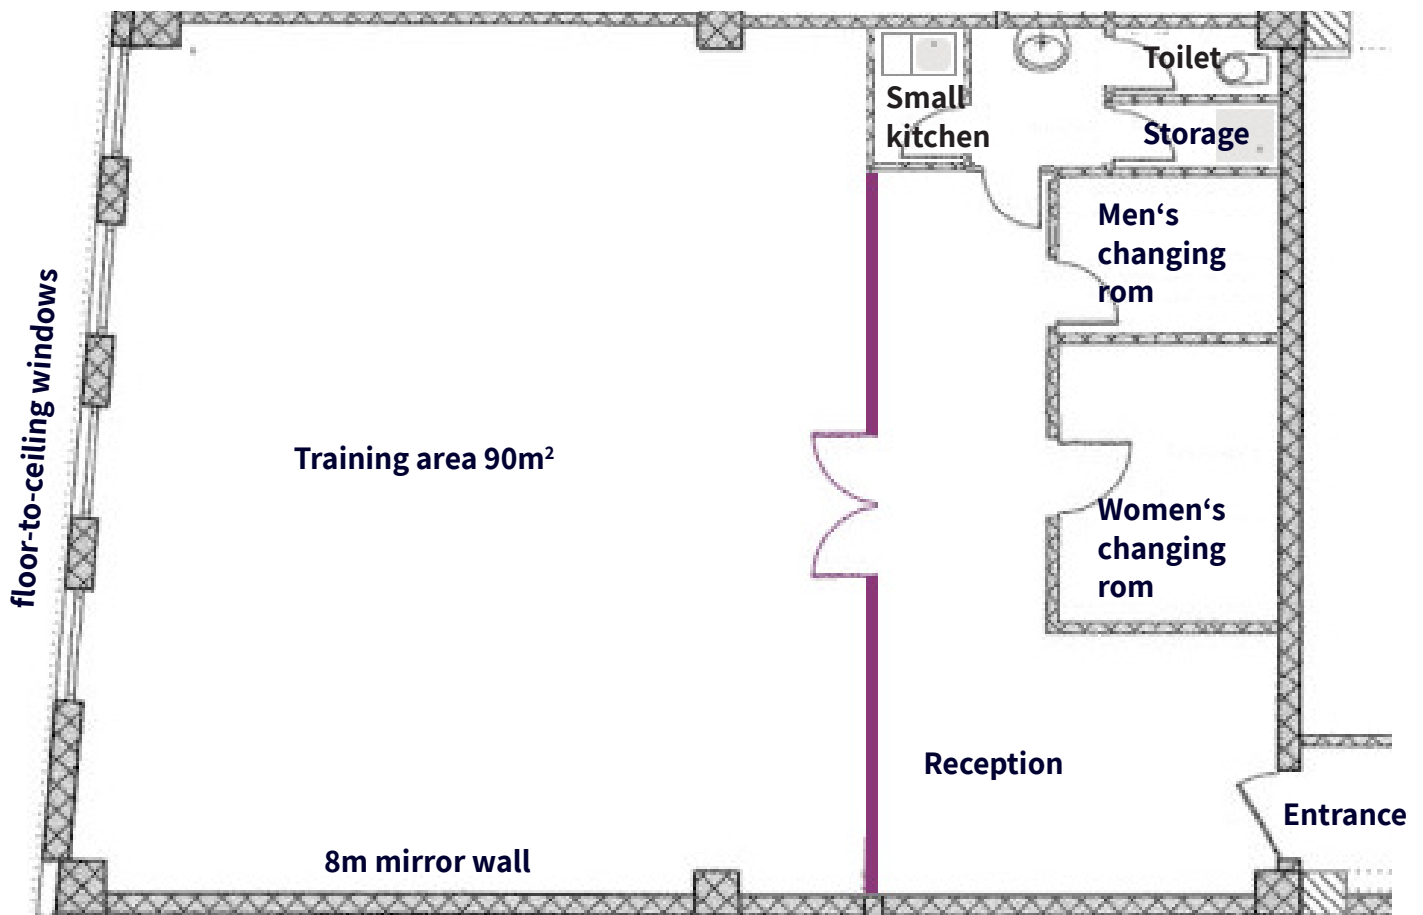 Toilet
Small
kitchen
Storage
Men‘s
changing
rom
floor-to-ceiling windows
Training area 90m²
Women‘s
changing
rom
Reception
Entrance
8m mirror wall